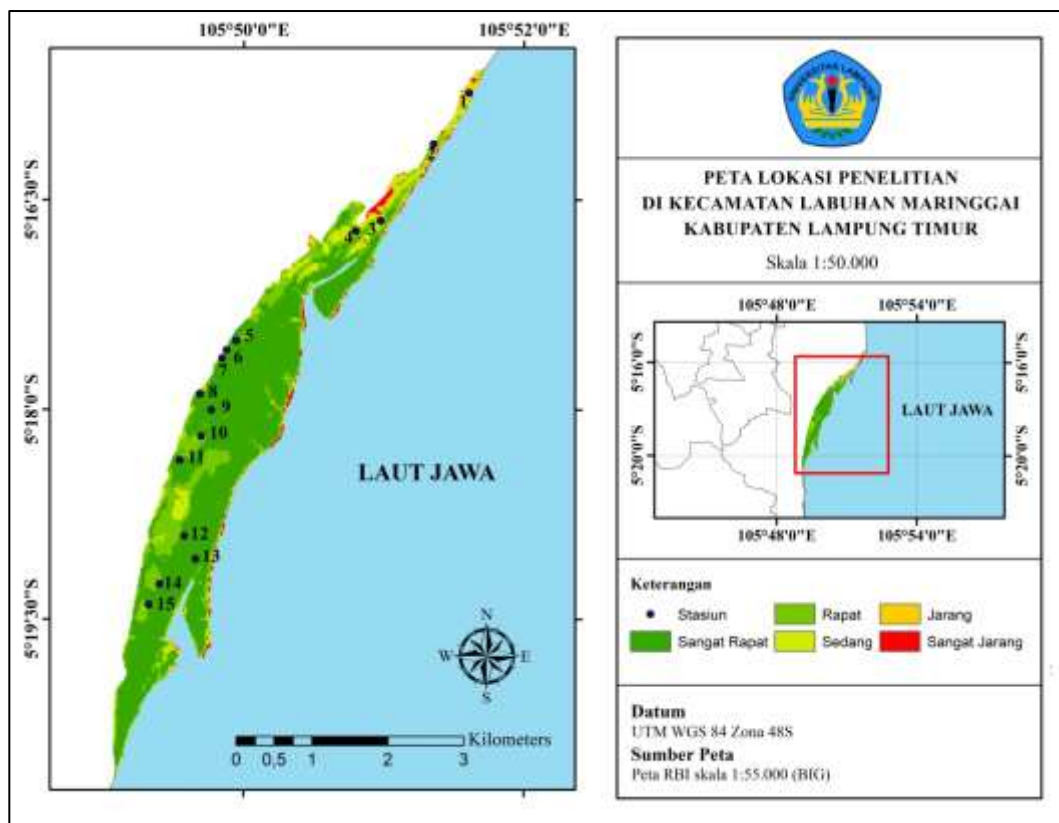 105°50'0"E 105°52'0"E
5°16'30"S
5°18'0"S
5°19'30"S
1
3
4
5
6
7
8
9
10
11
12
13
14
15
LAUT JAWA
N
W E
S
Kilometers
0 0,5 1 2 3
UNIVERSITAS LAMPUNG
PETA LOKASI PENELITIAN
DI KECAMATAN LABUHAN MARINGGAI
KABUPATEN LAMPUNG TIMUR
Skala 1:50.000
105°48'0"E 105°54'0"E
5°16'0"S 5°16'0"S
LAUT JAWA
5°20'0"S 5°20'0"S
105°48'0"E 105°54'0"E
Keterangan
Stasiun Rapat Jarang
Sangat Rapat Sedang Sangat Jarang
Datum
UTM WGS 84 Zona 48S
Sumber Peta
Peta RBI skala 1:55.000 (BIG)